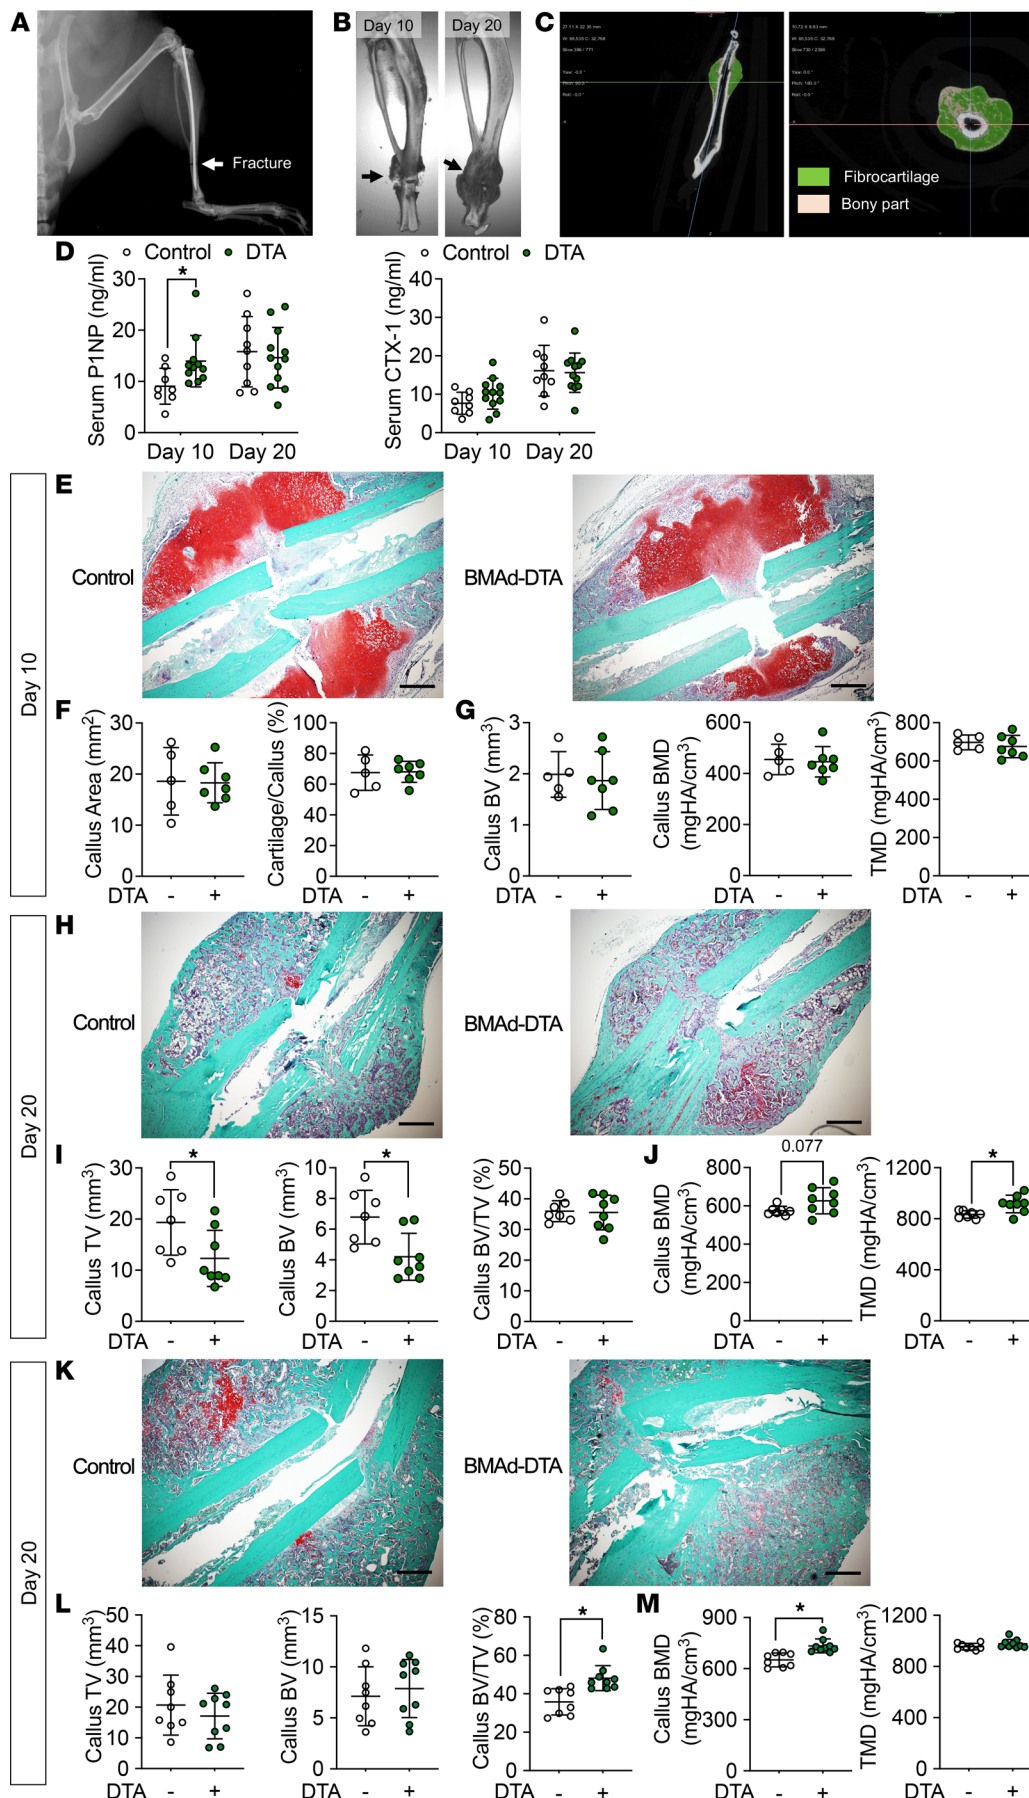 A
Fracture
B
Day 10
Day 20
C
Fibrocartilage
Bony part
D
Control
DTA
Serum P1NP (ng/ml)
30
20
10
0
*
Day 10
Day 20
Control
DTA
Serum CTX-1 (ng/ml)
40
30
20
10
0
Day 10
Day 20
Day 10
E
Control
BMAd-DTA
F
Callus Area (mm²)
30
20
10
0
DTA - +
Cartilage/Callus (%)
100
80
60
40
20
0
- +
G
Callus BV (mm³)
3
2
1
0
DTA - +
Callus BMD
(mgHA/cm³)
600
400
200
0
DTA - +
TMD (mgHA/cm³)
800
600
400
200
0
DTA - +
Day 20
H
Control
BMAd-DTA
I
Callus TV (mm³)
30
20
10
0
*
DTA - +
Callus BV (mm³)
10
8
6
4
2
0
*
DTA - +
Callus BV/TV (%)
50
40
30
20
10
0
DTA - +
J
Callus BMD
(mgHA/cm³)
800
600
400
200
0
0.077
DTA - +
TMD (mgHA/cm³)
1200
800
400
0
*
DTA - +
Day 20
K
Control
BMAd-DTA
L
Callus TV (mm³)
50
40
30
20
10
0
DTA - +
Callus BV (mm³)
15
10
5
0
DTA - +
Callus BV/TV (%)
80
60
40
20
0
*
DTA - +
M
Callus BMD
(mgHA/cm³)
900
600
300
0
*
DTA - +
TMD (mgHA/cm³)
1200
800
400
0
DTA - +